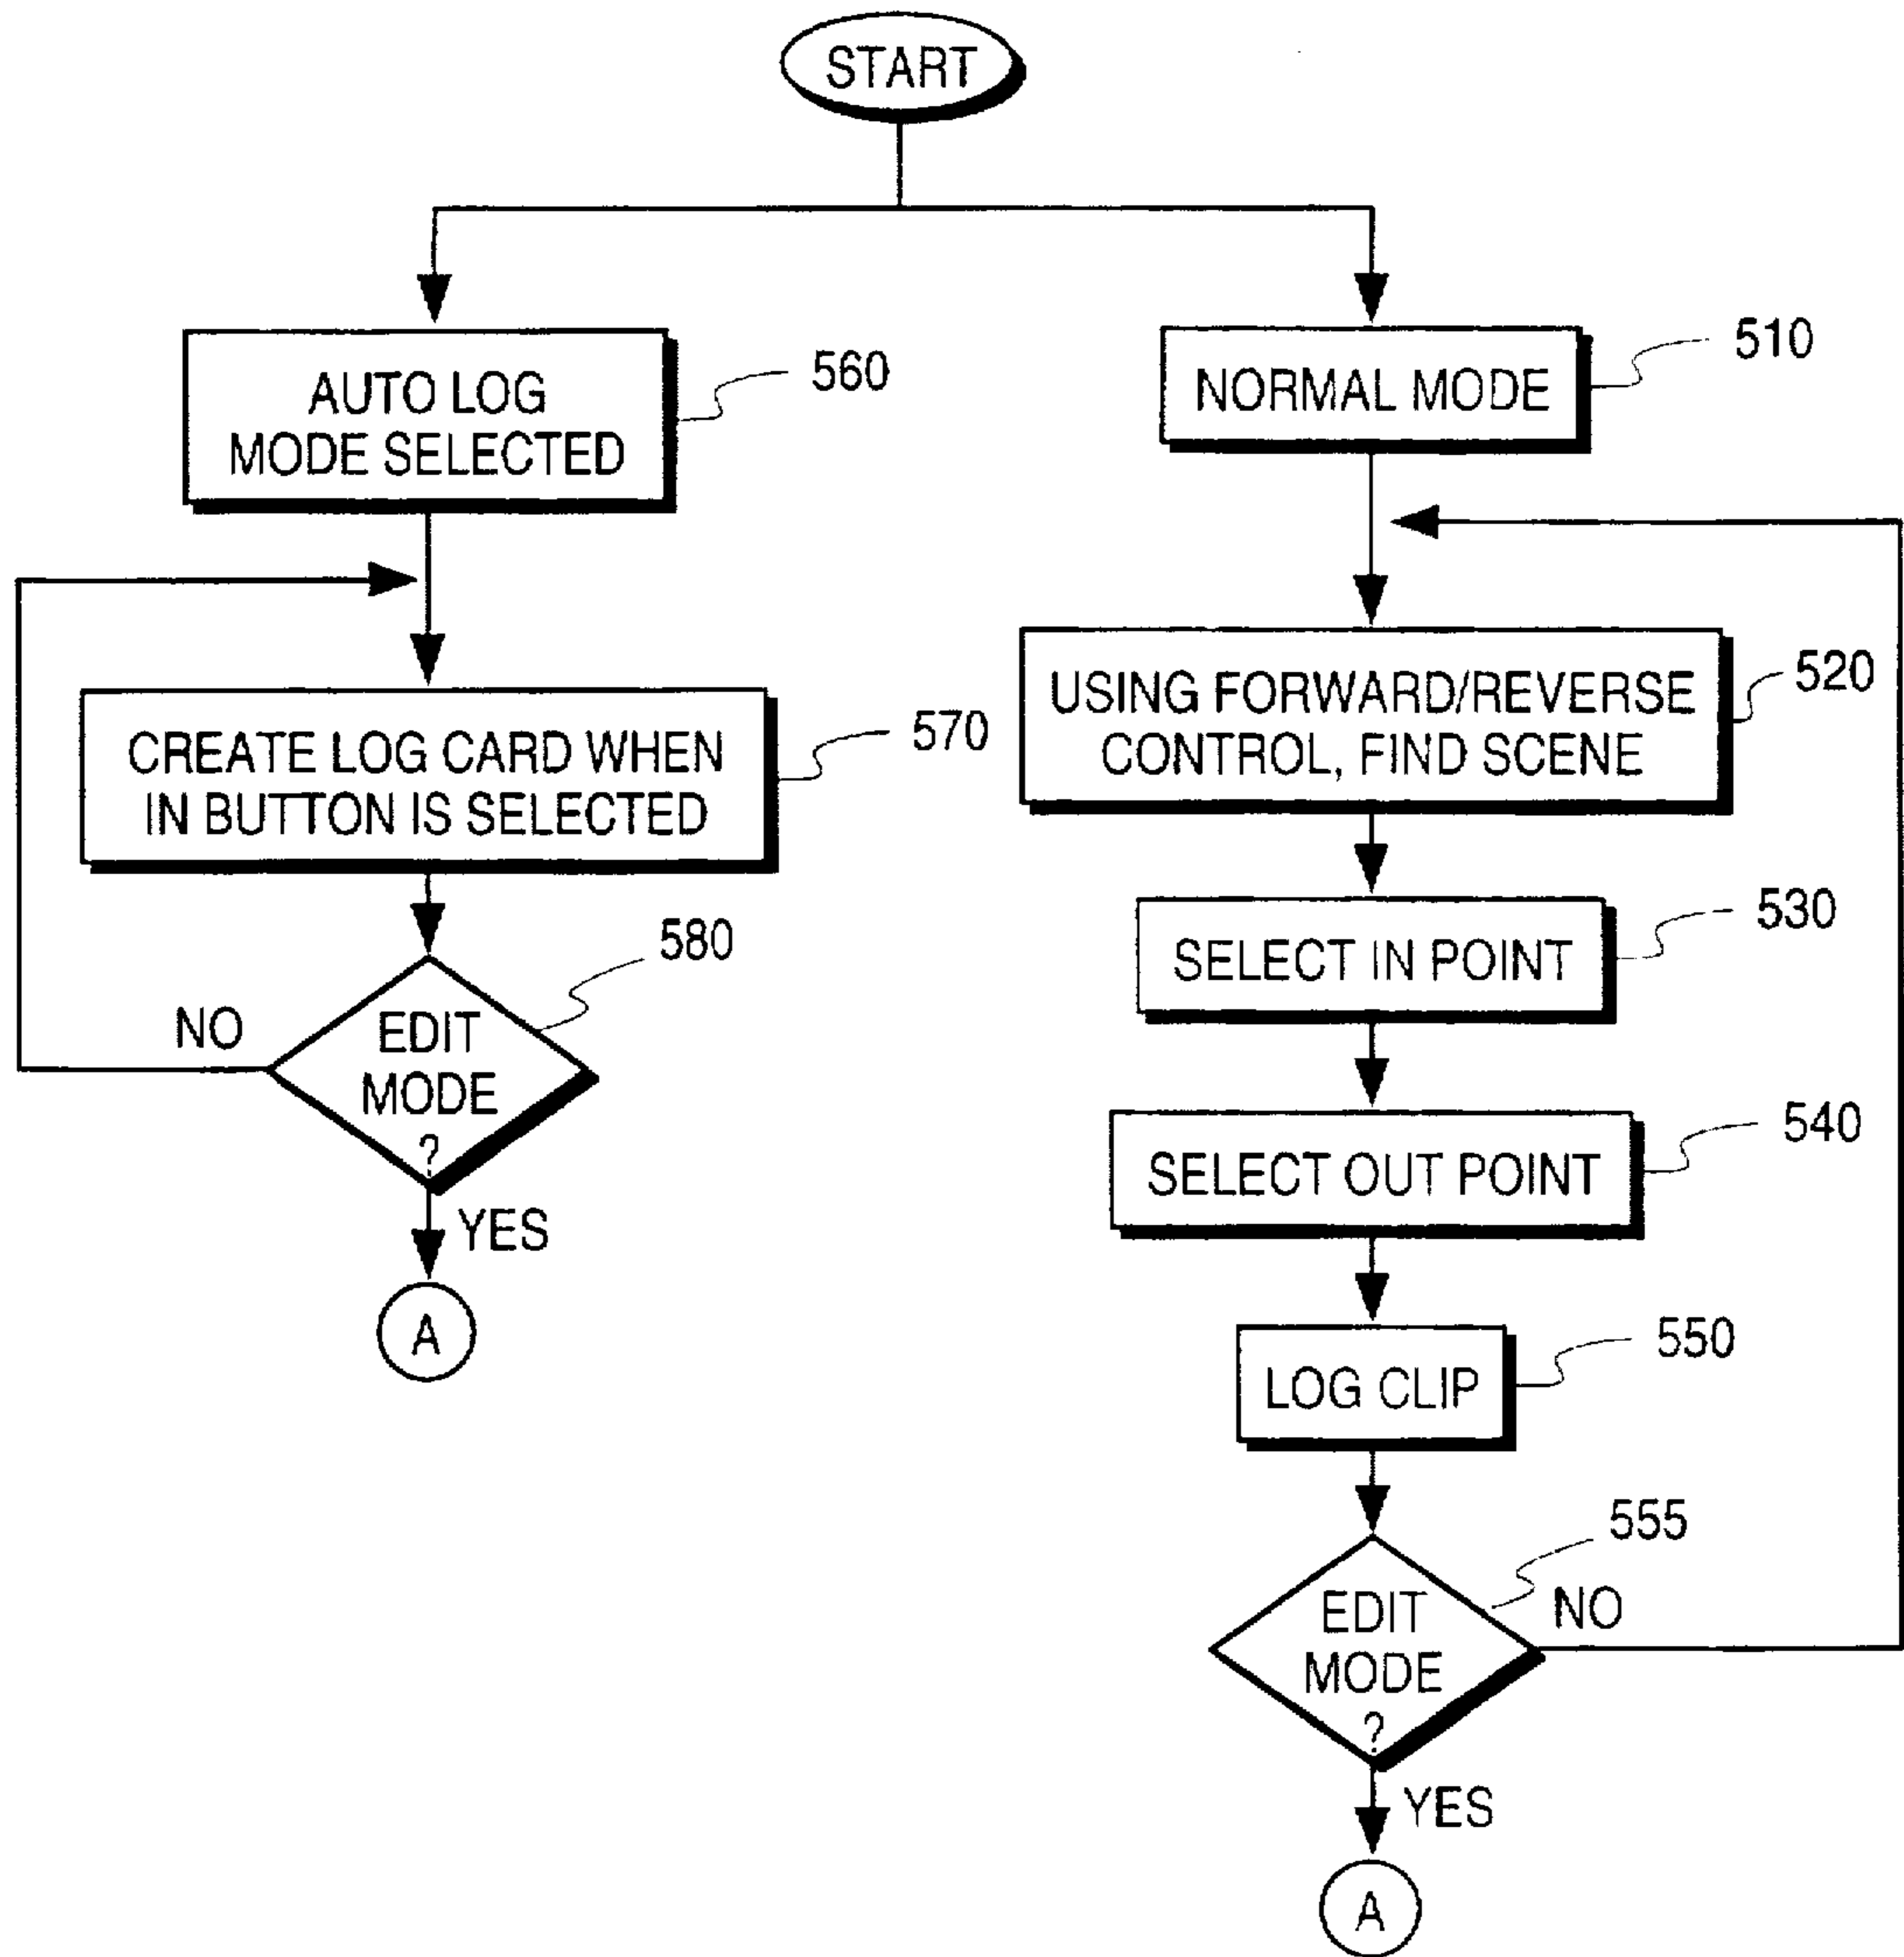 START
AUTO LOG
MODE SELECTED
560
CREATE LOG CARD WHEN
IN BUTTON IS SELECTED
570
580
EDIT
MODE
?
NO
YES
A
NORMAL MODE
510
USING FORWARD/REVERSE
CONTROL, FIND SCENE
520
SELECT IN POINT
530
SELECT OUT POINT
540
LOG CLIP
550
555
EDIT
MODE
?
NO
YES
A